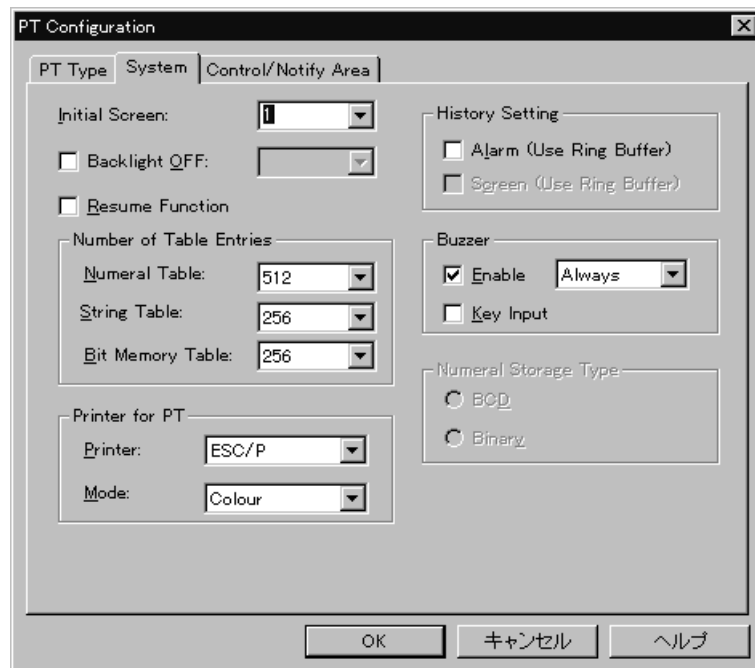 PT Configuration
PT Type System Control/Notify Area
Initial Screen: 1
Backlight OFF:
Resume Function
Number of Table Entries
Numeral Table: 512
String Table: 256
Bit Memory Table: 256
Printer for PT
Printer: ESC/P
Mode: Colour
History Setting
Alarm (Use Ring Buffer)
Screen (Use Ring Buffer)
Buzzer
Enable Always
Key Input
Numeral Storage Type
BCD
Binary
OK キャンセル ヘルプ